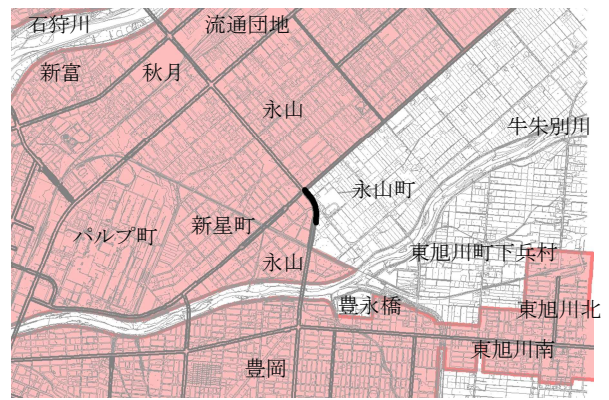 石狩川
流通団地
新富
秋月
永山
牛朱別川
永山町
新星町
パルプ町
永山
東旭川町下兵村
豊永橋
東旭川北
東旭川南
豊岡